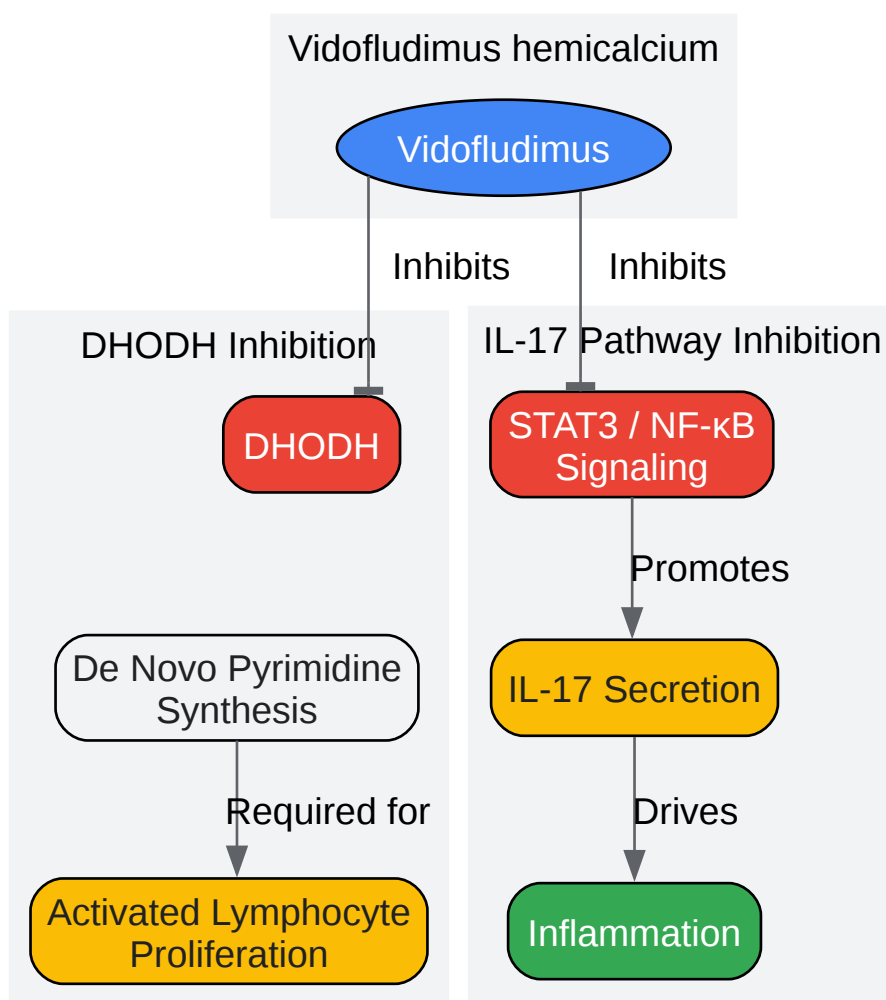 Vidofludimus hemicalcium
Vidofludimus
Inhibits
Inhibits
DHODH Inhibition
IL-17 Pathway Inhibition
DHODH
STAT3 / NF-κB
Signaling
Promotes
De Novo Pyrimidine
Synthesis
IL-17 Secretion
Required for
Drives
Activated Lymphocyte
Proliferation
Inflammation